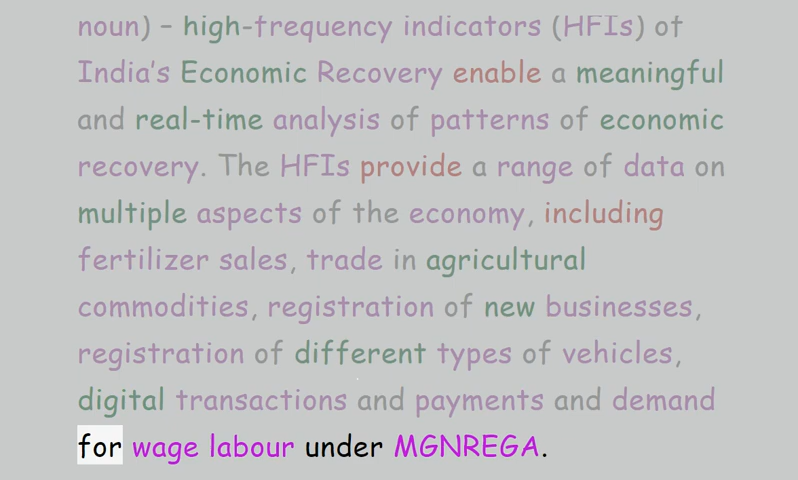 noun) – high-frequency indicators (HFIs) of
India's Economic Recovery enable a meaningful
and real-time analysis of patterns of economic
recovery. The HFIs provide a range of data on
multiple aspects of the economy, including
fertilizer sales, trade in agricultural
commodities, registration of new businesses,
registration of different types of vehicles,
digital transactions and payments and demand
for wage labour under MGNREGA.